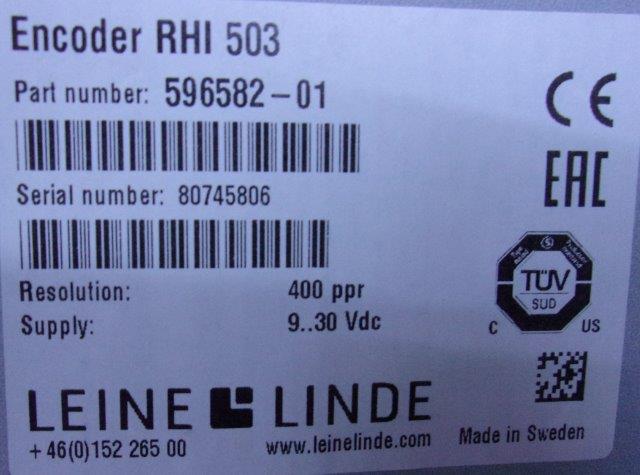 Encoder RHI 503
Part number: 596582-01
CE
EAC
Serial number: 80745806
Resolution: 400 ppr
Supply: 9..30 Vdc
TÜV
SÜD
C US
LEINE LINDE
+46(0)152 265 00 www.leinelinde.com Made in Sweden